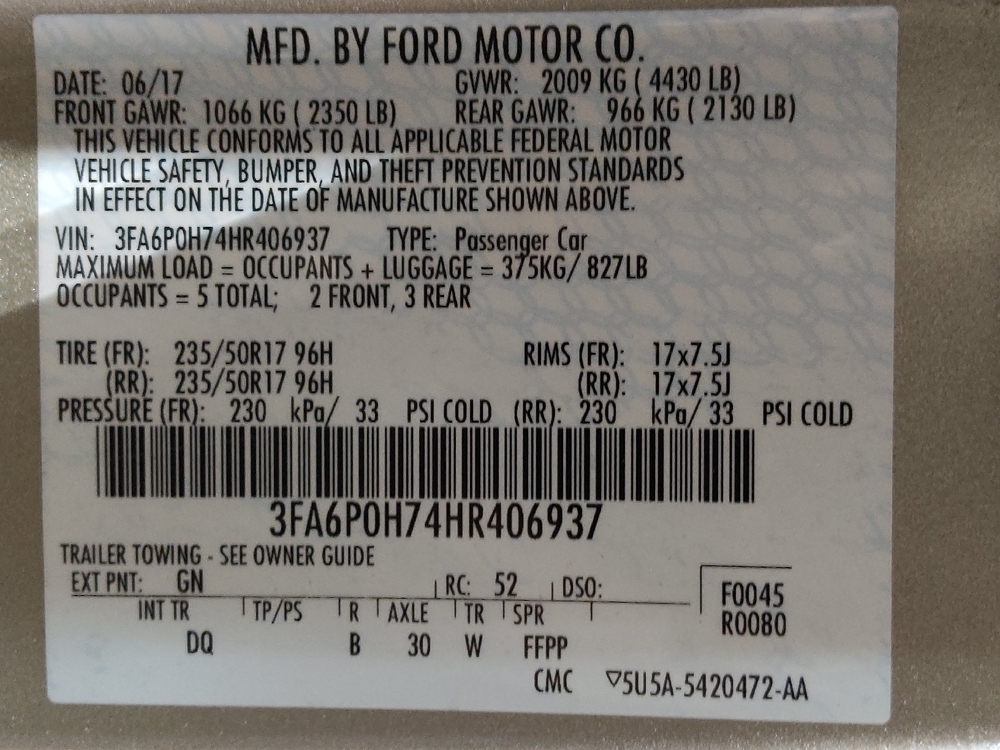 MFD. BY FORD MOTOR CO.
DATE: 06/17 GVWR: 2009 KG ( 4430 LB)
FRONT GAWR: 1066 KG ( 2350 LB) REAR GAWR: 966 KG ( 2130 LB)
THIS VEHICLE CONFORMS TO ALL APPLICABLE FEDERAL MOTOR
VEHICLE SAFETY, BUMPER, AND THEFT PREVENTION STANDARDS
IN EFFECT ON THE DATE OF MANUFACTURE SHOWN ABOVE.
VIN: 3FA6P0H74HR406937 TYPE: Passenger Car
MAXIMUM LOAD = OCCUPANTS + LUGGAGE = 375KG/ 827LB
OCCUPANTS = 5 TOTAL; 2 FRONT, 3 REAR
TIRE (FR): 235/50R17 96H RIMS (FR): 17x7.5J
(RR): 235/50R17 96H (RR): 17x7.5J
PRESSURE (FR): 230 kPa/ 33 PSI COLD (RR): 230 kPa/ 33 PSI COLD
3FA6P0H74HR406937
TRAILER TOWING - SEE OWNER GUIDE
EXT PNT: GN RC: 52 DSO:
F0045
R0080
INT TR TP/PS R AXLE TR SPR
DQ B 30 W FFPP
CMC ▽5U5A-5420472-AA